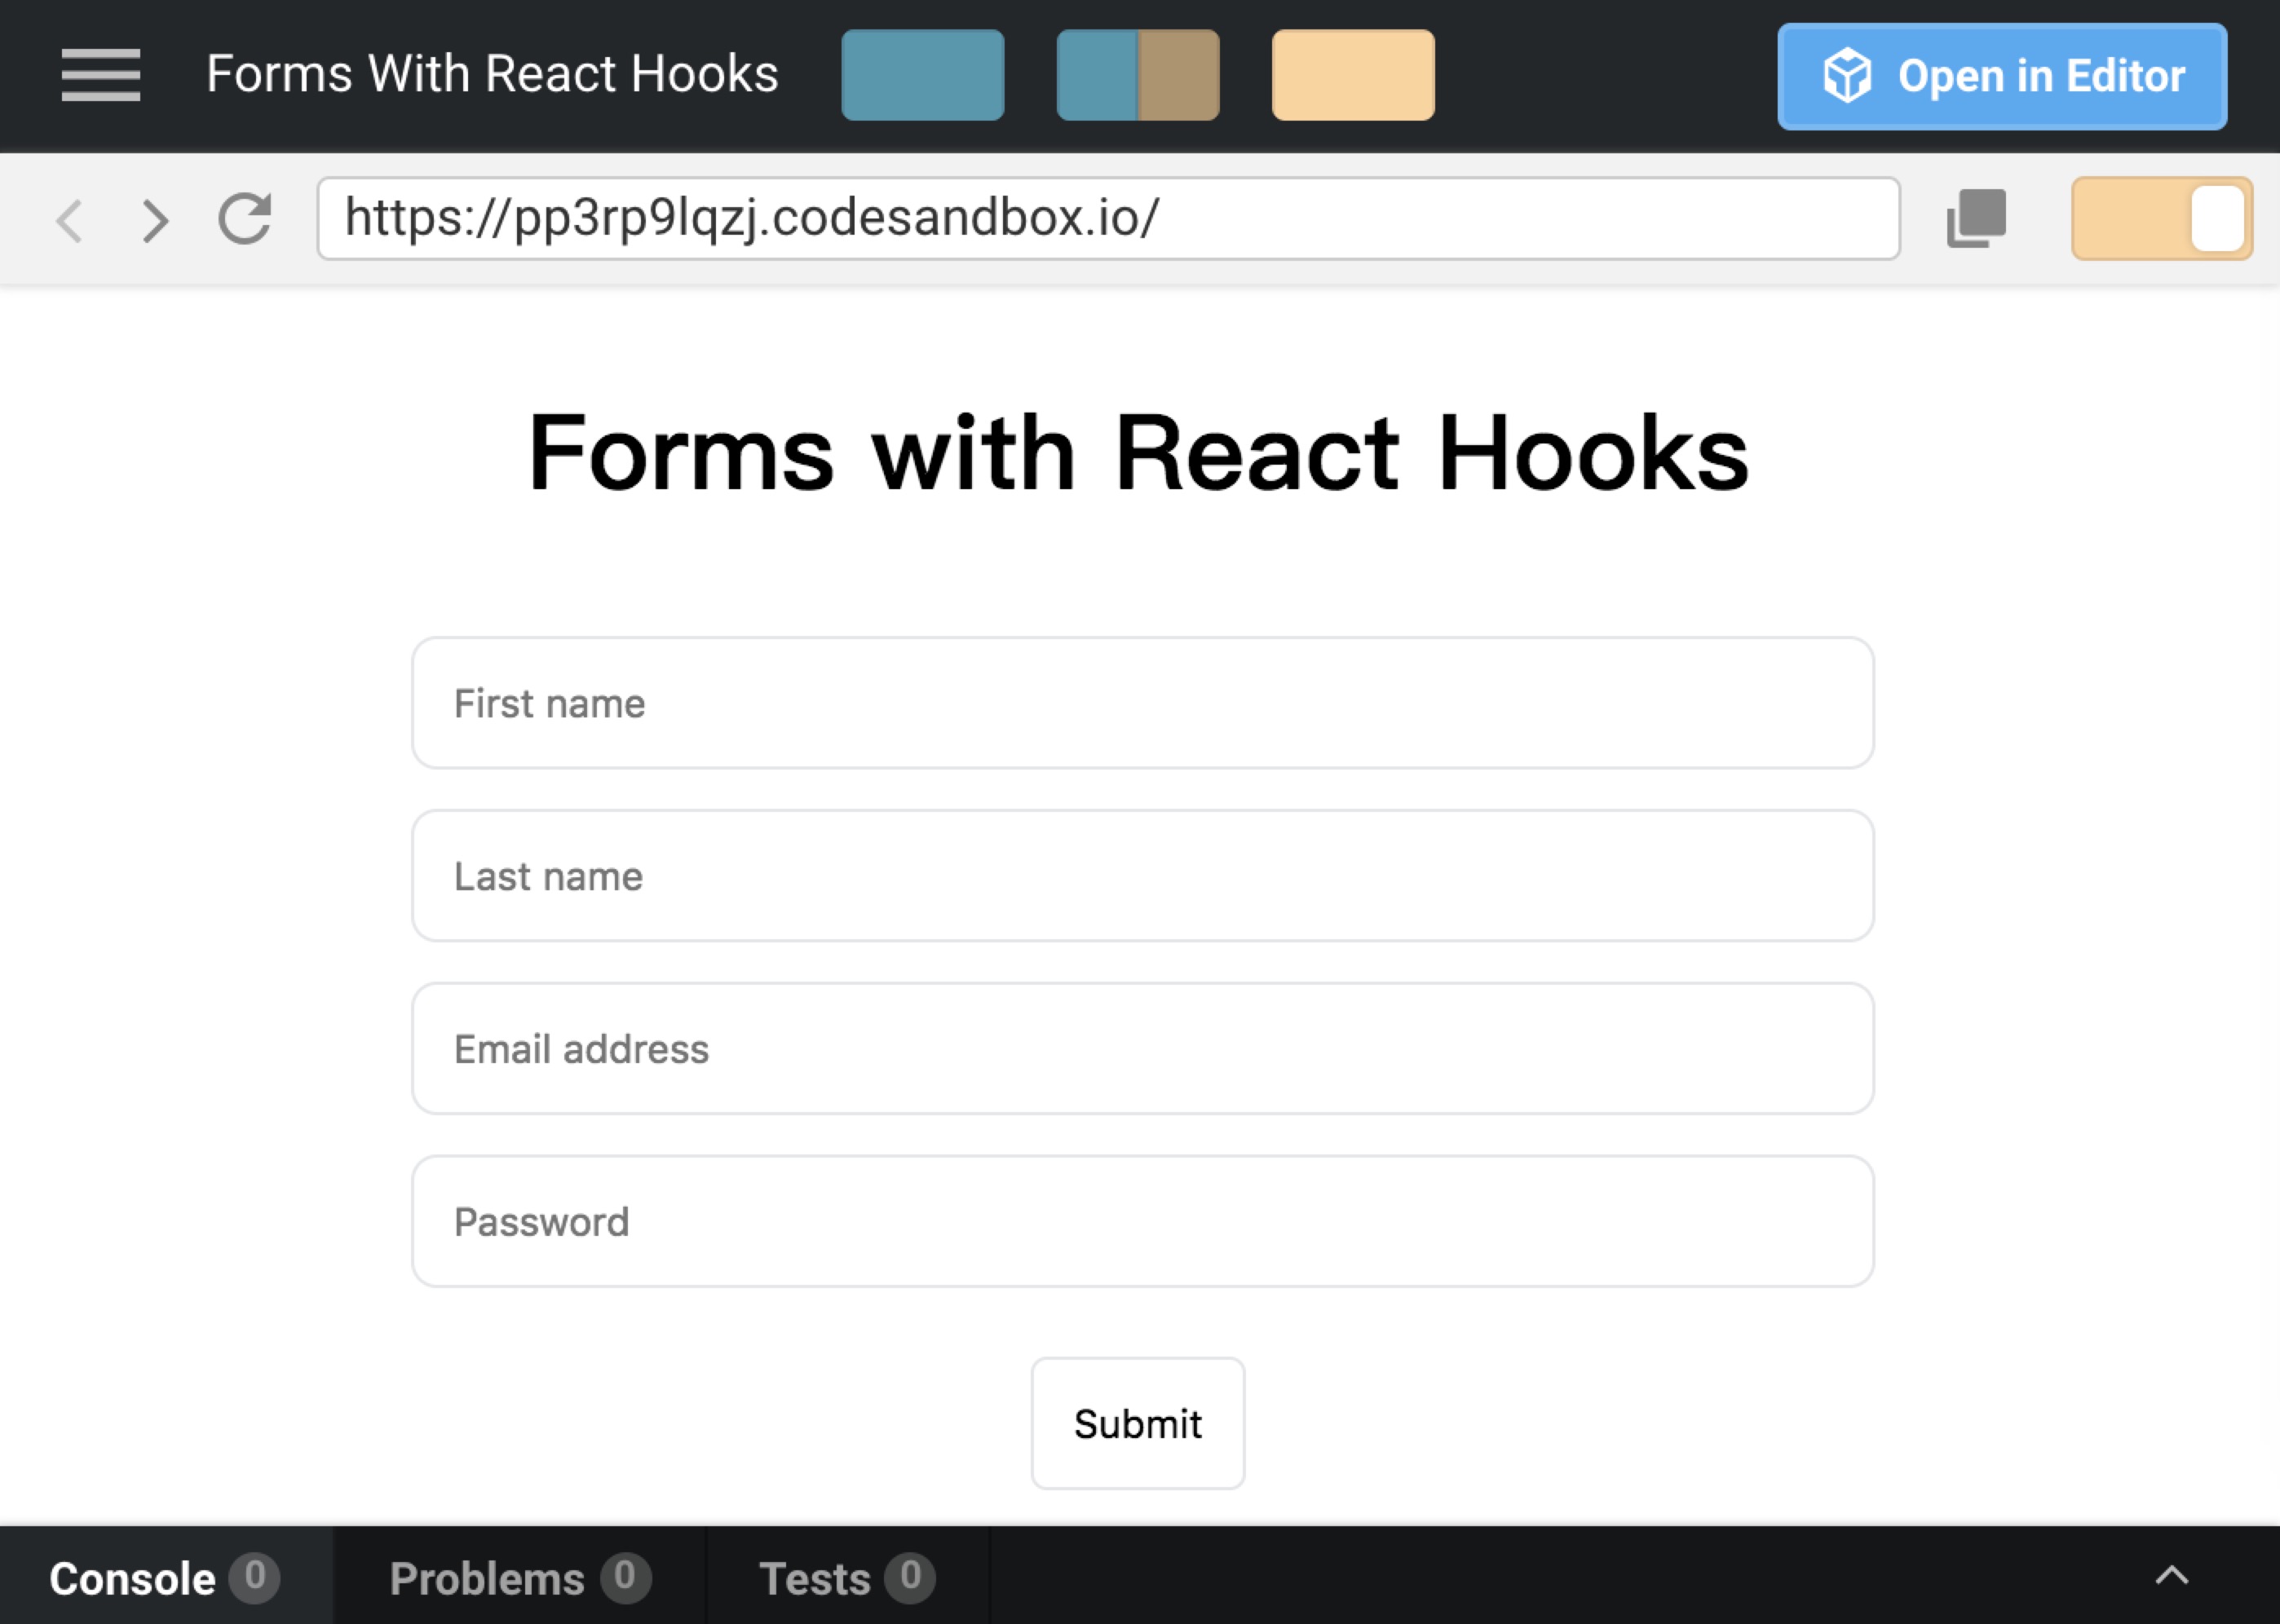 Forms With React Hooks
Open in Editor
https://pp3rp9lqzj.codesandbox.io/
Forms with React Hooks
First name
Last name
Email address
Password
Submit
Console 0 Problems 0 Tests 0